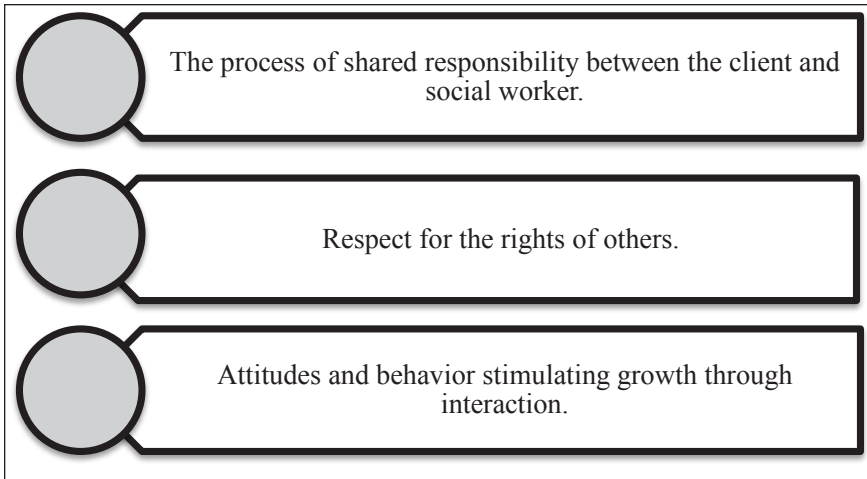 The process of shared responsibility between the client and
social worker.
Respect for the rights of others.
Attitudes and behavior stimulating growth through
interaction.